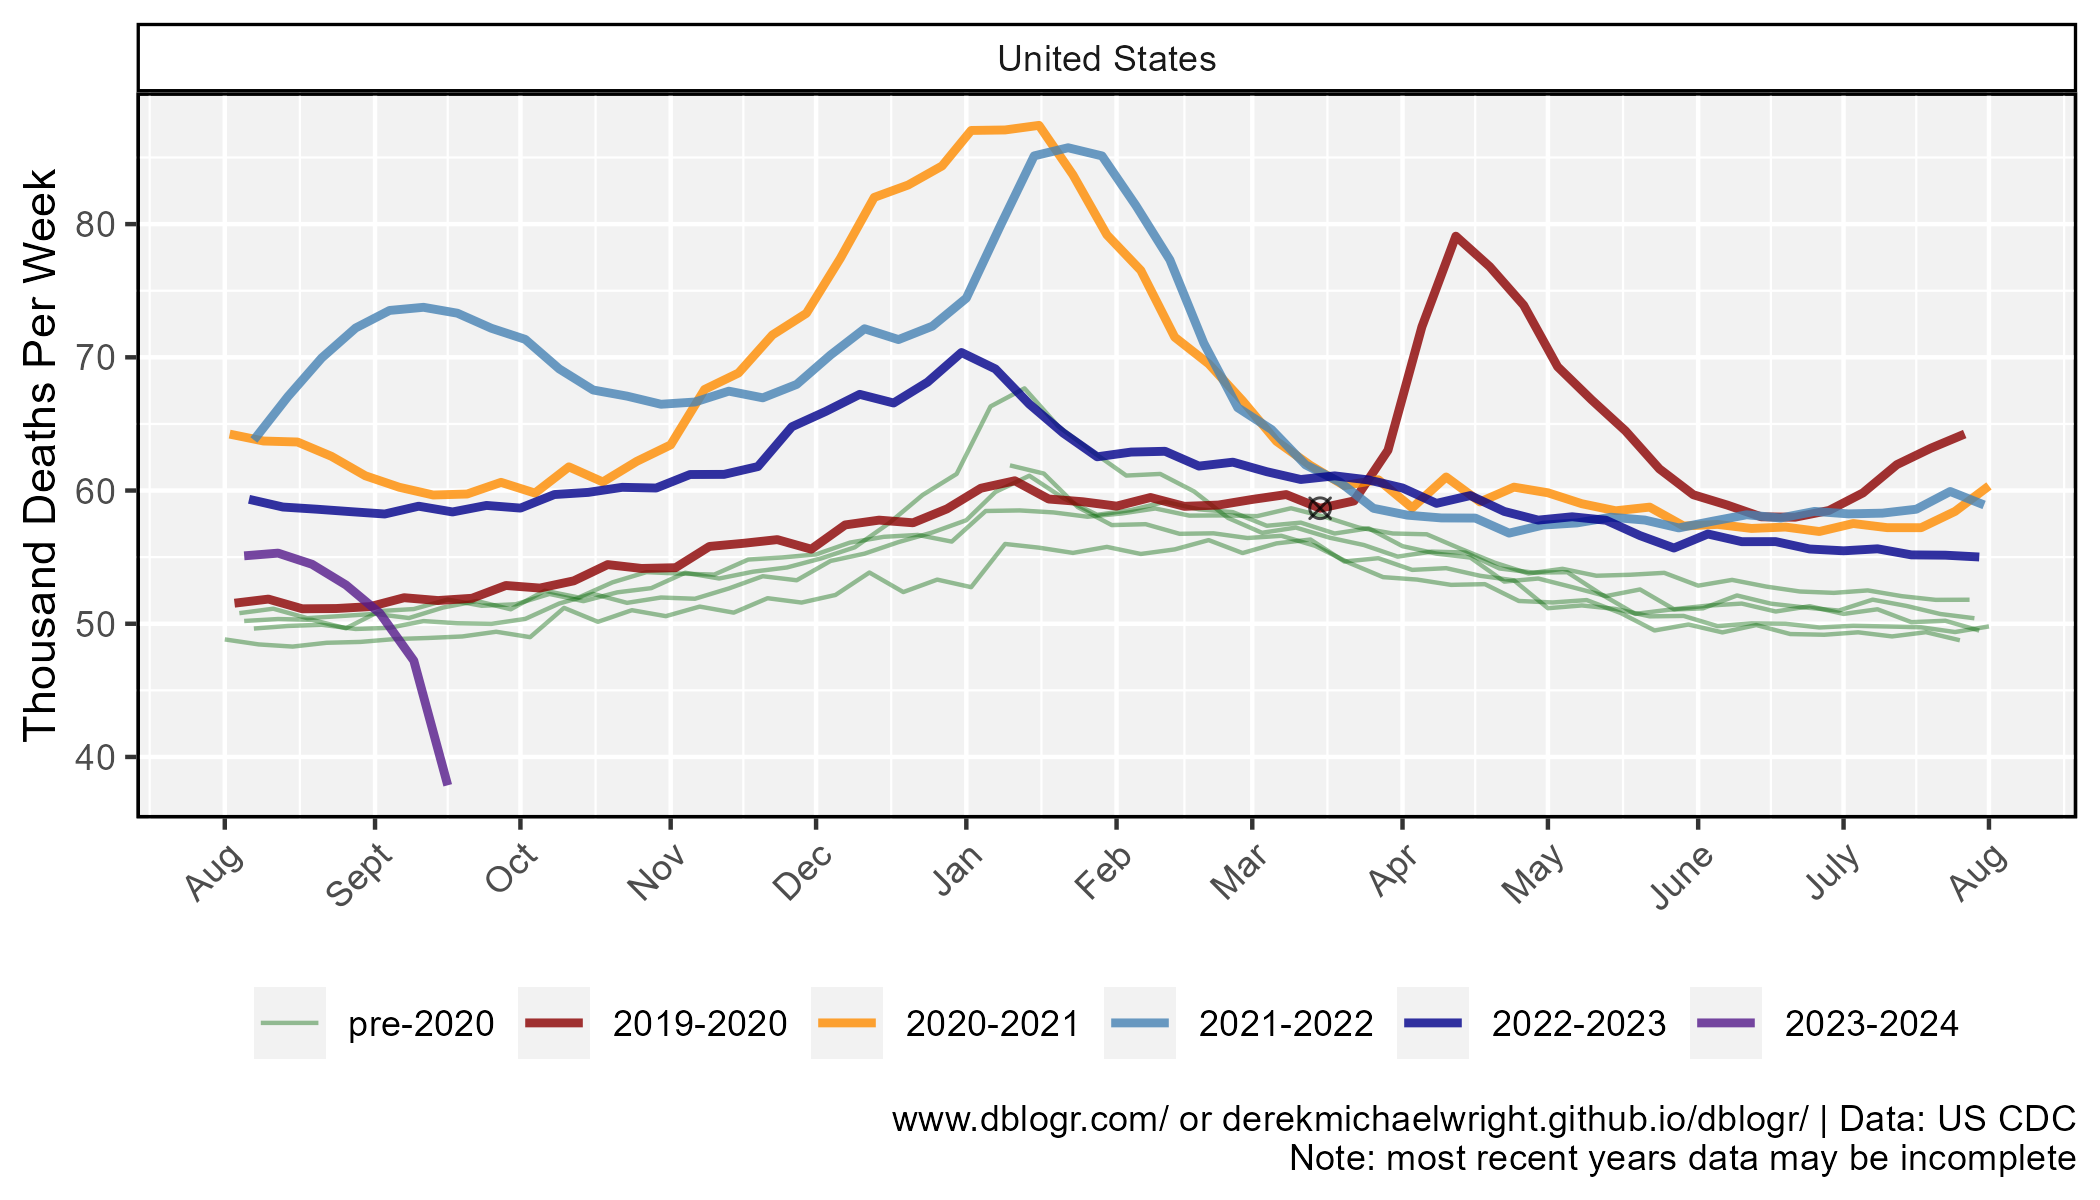 United States
Thousand Deaths Per Week
80
70
60
50
40
Aug
Sept
Oct
Nov
Dec
Jan
Feb
Mar
Apr
May
June
July
Aug
pre-2020
2019-2020
2020-2021
2021-2022
2022-2023
2023-2024
www.dblogr.com/ or derekmichaelwright.github.io/dblogr/ | Data: US CDC
Note: most recent years data may be incomplete